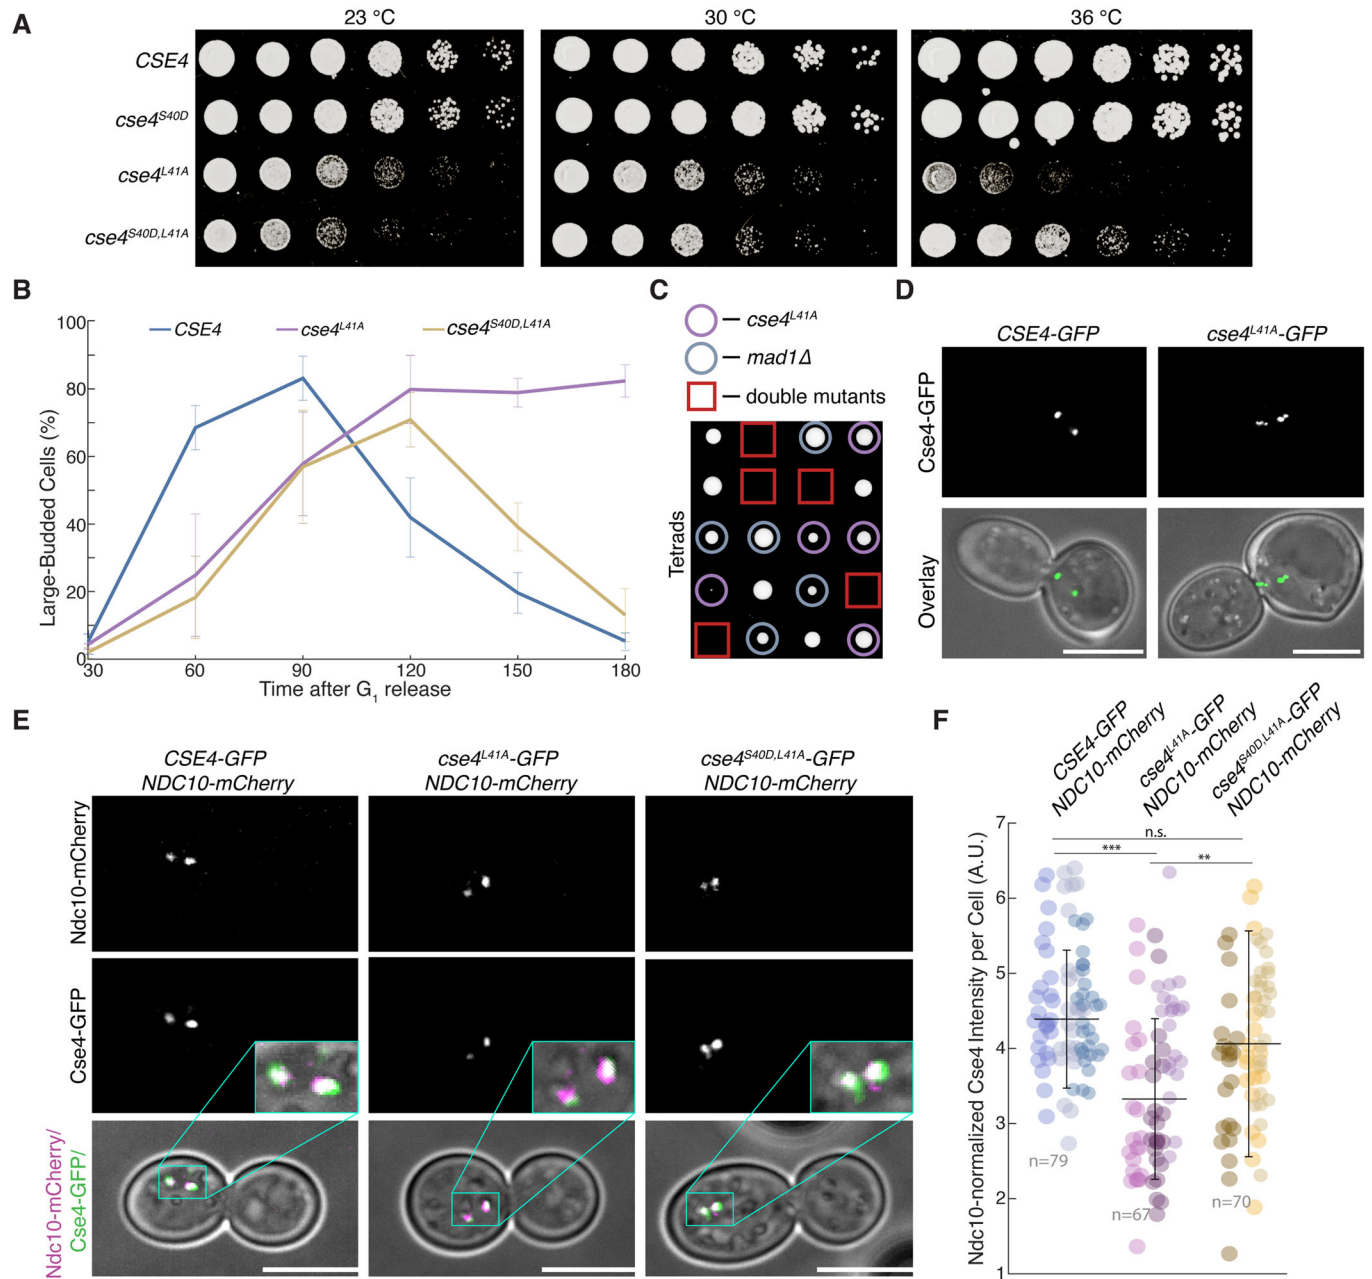 A
23 °C
30 °C
36 °C
CSE4
cse4S40D
cse4L41A
cse4S40D,L41A
B
Large-Budded Cells (%)
100
80
60
40
20
0
CSE4
cse4L41A
cse4S40D,L41A
30
60
90
120
150
180
Time after G1 release
C
cse4L41A
mad1Δ
double mutants
Tetrads
D
CSE4-GFP
cse4L41A-GFP
Cse4-GFP
Overlay
E
CSE4-GFP
NDC10-mCherry
cse4L41A-GFP
NDC10-mCherry
cse4S40D,L41A-GFP
NDC10-mCherry
Ndc10-mCherry
Cse4-GFP
Ndc10-mCherry/
Cse4-GFP/
F
CSE4-GFP
NDC10-mCherry
cse4L41A-GFP
NDC10-mCherry
cse4S40D,L41A-GFP
NDC10-mCherry
Ndc10-normalized Cse4 Intensity per Cell (A.U.)
7
6
5
4
3
2
1
n.s.
***
**
n=79
n=67
n=70